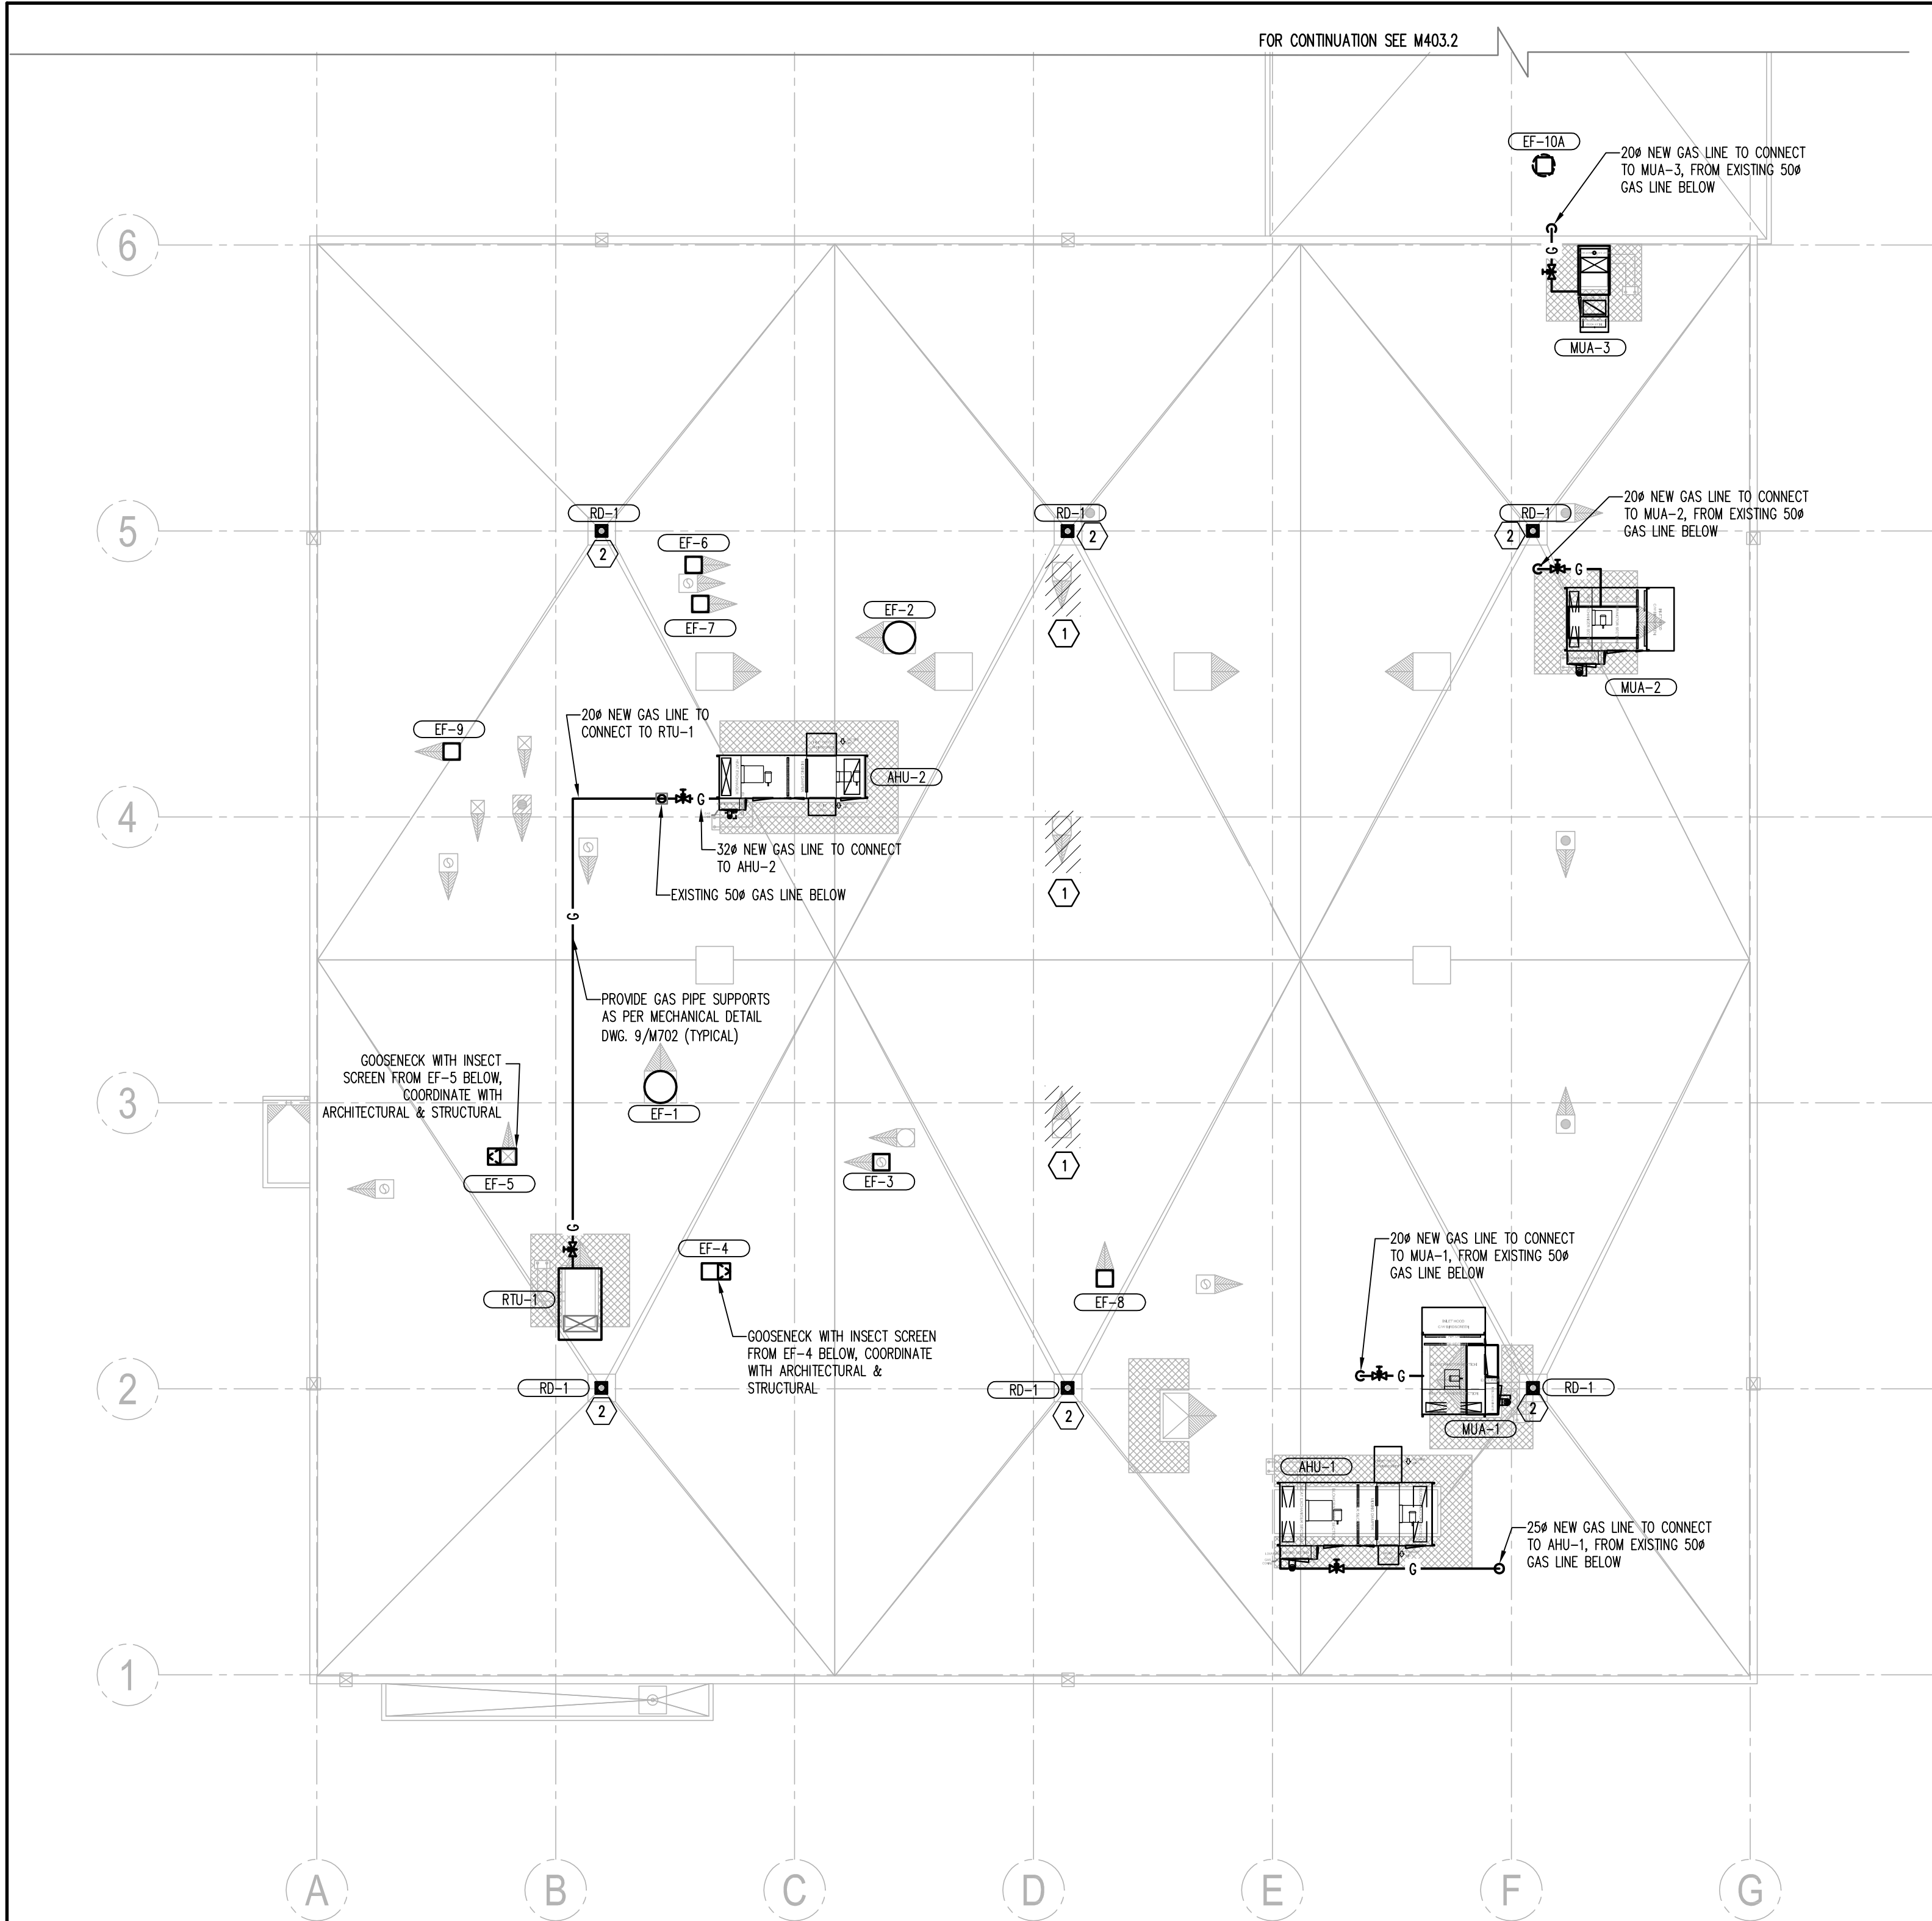 FOR CONTINUATION SEE M403.2
EF-10A
20ø NEW GAS LINE TO CONNECT
TO MUA-3, FROM EXISTING 50ø
GAS LINE BELOW
6
G
MUA-3
RD-1
RD-1
RD-1
20ø NEW GAS LINE TO CONNECT
TO MUA-2, FROM EXISTING 50ø
GAS LINE BELOW
5
2
2
2
EF-6
EF-7
G
EF-2
1
MUA-2
EF-9
20ø NEW GAS LINE TO
CONNECT TO RTU-1
AHU-2
G
4
32ø NEW GAS LINE TO CONNECT
TO AHU-2
EXISTING 50ø GAS LINE BELOW
1
G
PROVIDE GAS PIPE SUPPORTS
AS PER MECHANICAL DETAIL
DWG. 9/M702 (TYPICAL)
GOOSENECK WITH INSECT
SCREEN FROM EF-5 BELOW,
COORDINATE WITH
ARCHITECTURAL & STRUCTURAL
3
EF-1
EF-5
EF-3
1
G
EF-4
RTU-1
EF-8
20ø NEW GAS LINE TO CONNECT
TO MUA-1, FROM EXISTING 50ø
GAS LINE BELOW
GOOSENECK WITH INSECT SCREEN
FROM EF-4 BELOW, COORDINATE
WITH ARCHITECTURAL &
STRUCTURAL
INLET HOOD
2
RD-1
2
RD-1
2
G
RD-1
2
MUA-1
AHU-1
25ø NEW GAS LINE TO CONNECT
TO AHU-1, FROM EXISTING 50ø
GAS LINE BELOW
G
1
A
B
C
D
E
F
G